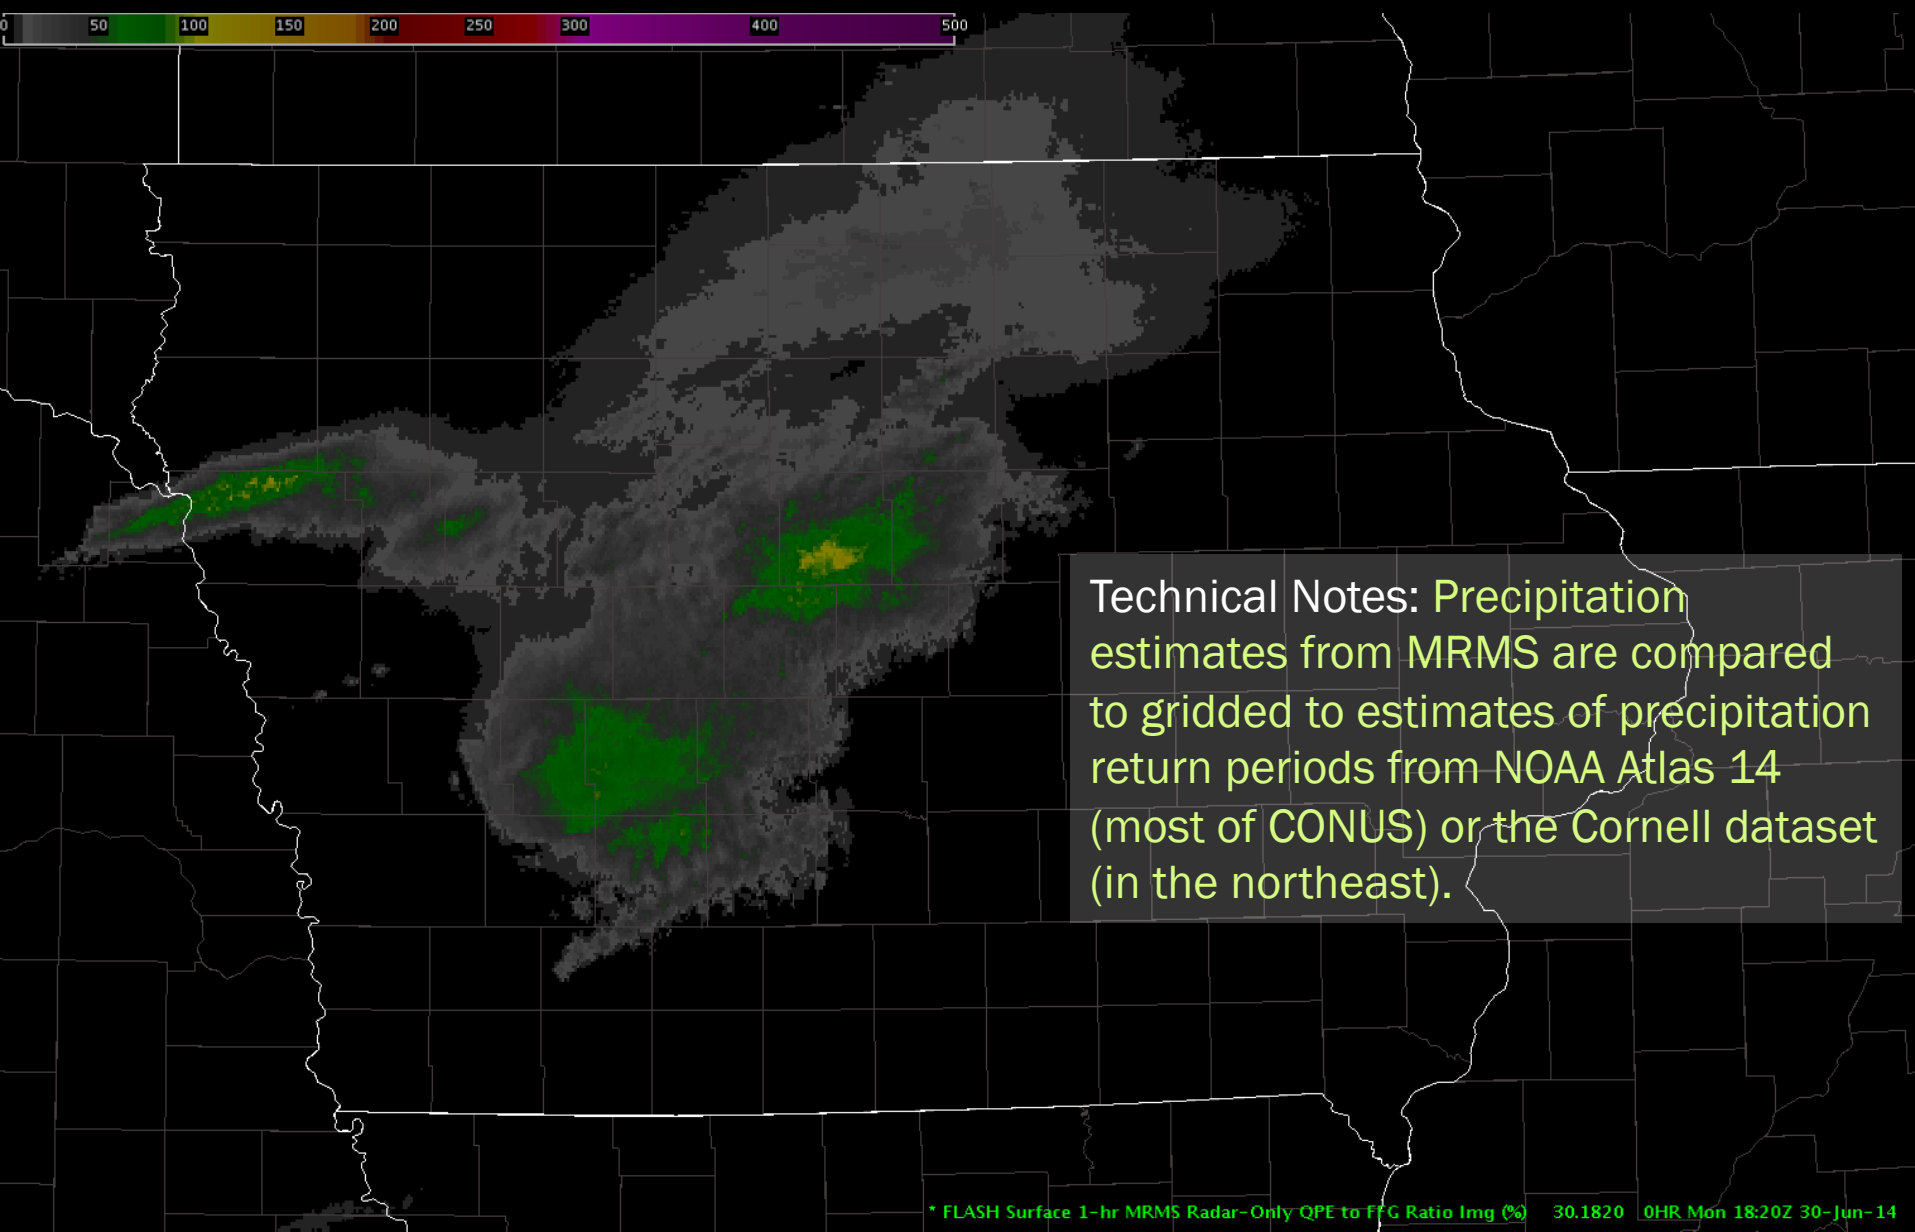 0 50 100 150 200 250 300 400 500
Technical Notes: Precipitation
estimates from MRMS are compared
to gridded to estimates of precipitation
return periods from NOAA Atlas 14
(most of CONUS) or the Cornell dataset
(in the northeast).
* FLASH Surface 1-hr MRMS Radar-Only QPE to FFG Ratio Img (%) 30.1820 0HR Mon 18:20Z 30-Jun-14